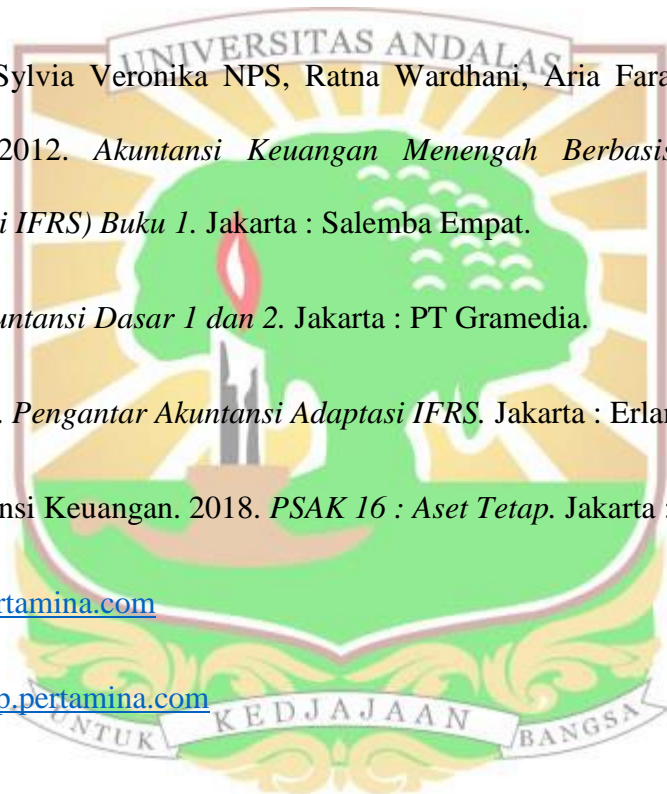 UNIVERSITAS ANDALAS
Sylvia Veronika NPS, Ratna Wardhani, Aria Fara
2012. Akuntansi Keuangan Menengah Berbasis
i IFRS) Buku 1. Jakarta : Salemba Empat.
untansi Dasar 1 dan 2. Jakarta : PT Gramedia.
. Pengantar Akuntansi Adaptasi IFRS. Jakarta : Erlan
nsi Keuangan. 2018. PSAK 16 : Aset Tetap. Jakarta :
rtamina.com
p.pertamina.com
UNTUK KEDJAJAAN BANGSA